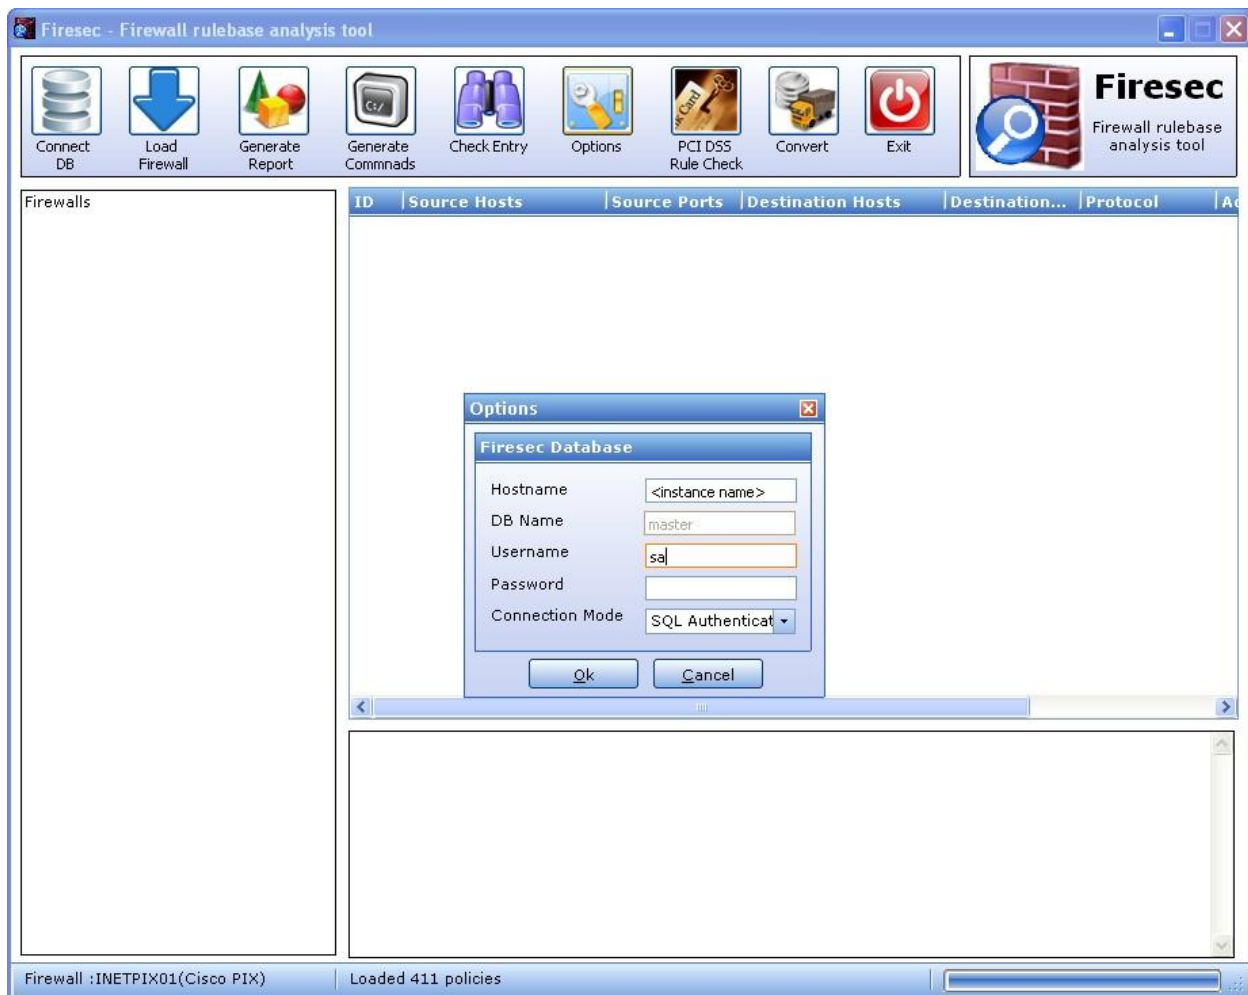 Firesec - Firewall rulebase analysis tool
Connect DB
Load Firewall
Generate Report
C:/
Generate Commnads
Check Entry
Options
Card
PCI DSS Rule Check
Convert
Exit
Firesec
Firewall rulebase
analysis tool
Firewalls
ID Source Hosts Source Ports Destination Hosts Destination... Protocol
Options
Firesec Database
Hostname <instance name>
DB Name master
Username sa
Password
Connection Mode SQL Authenticat
Ok Cancel
Firewall :INETPIX01(Cisco PIX) Loaded 411 policies